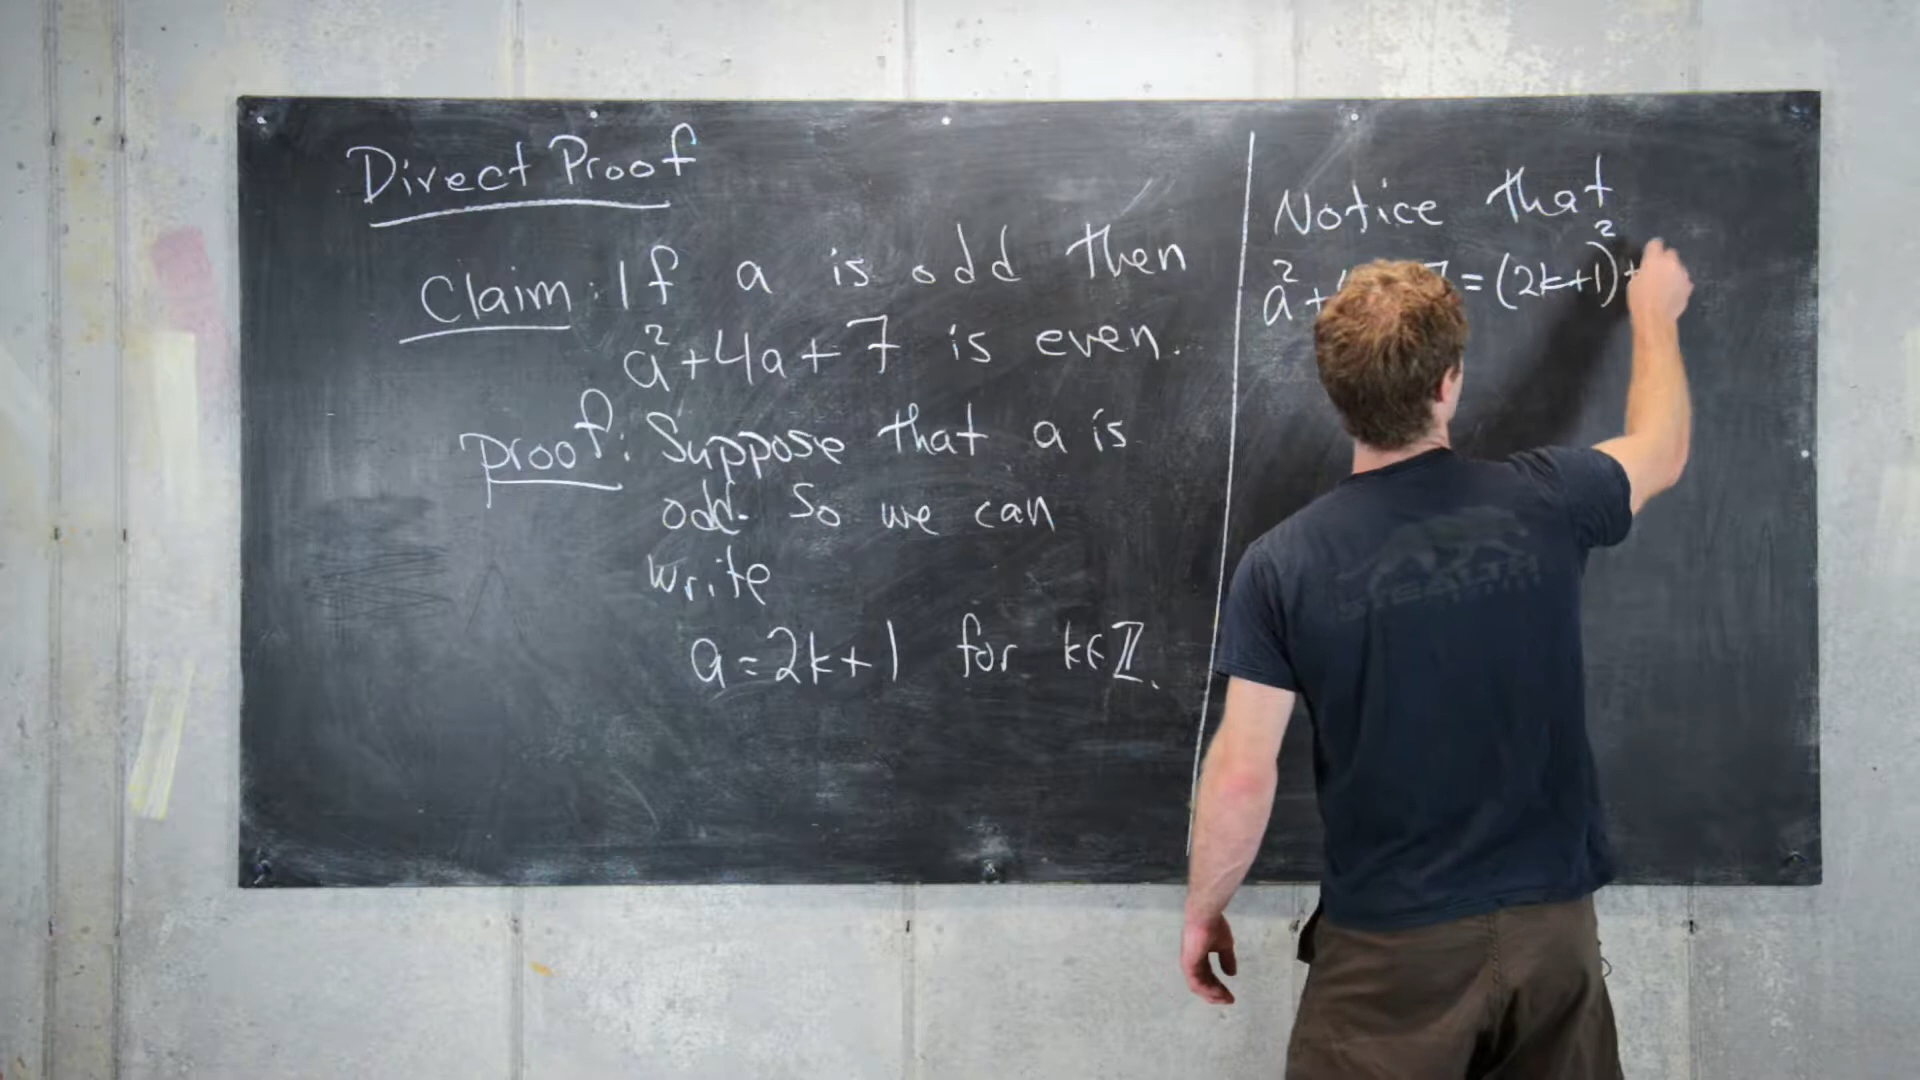 Direct Proof
Claim: If a is odd then
a²+4a+7 is even.
Proof: Suppose that a is
odd. So we can
write
a=2k+1 for k∈ℤ.
Notice that
a²+ =(2k+1)²+